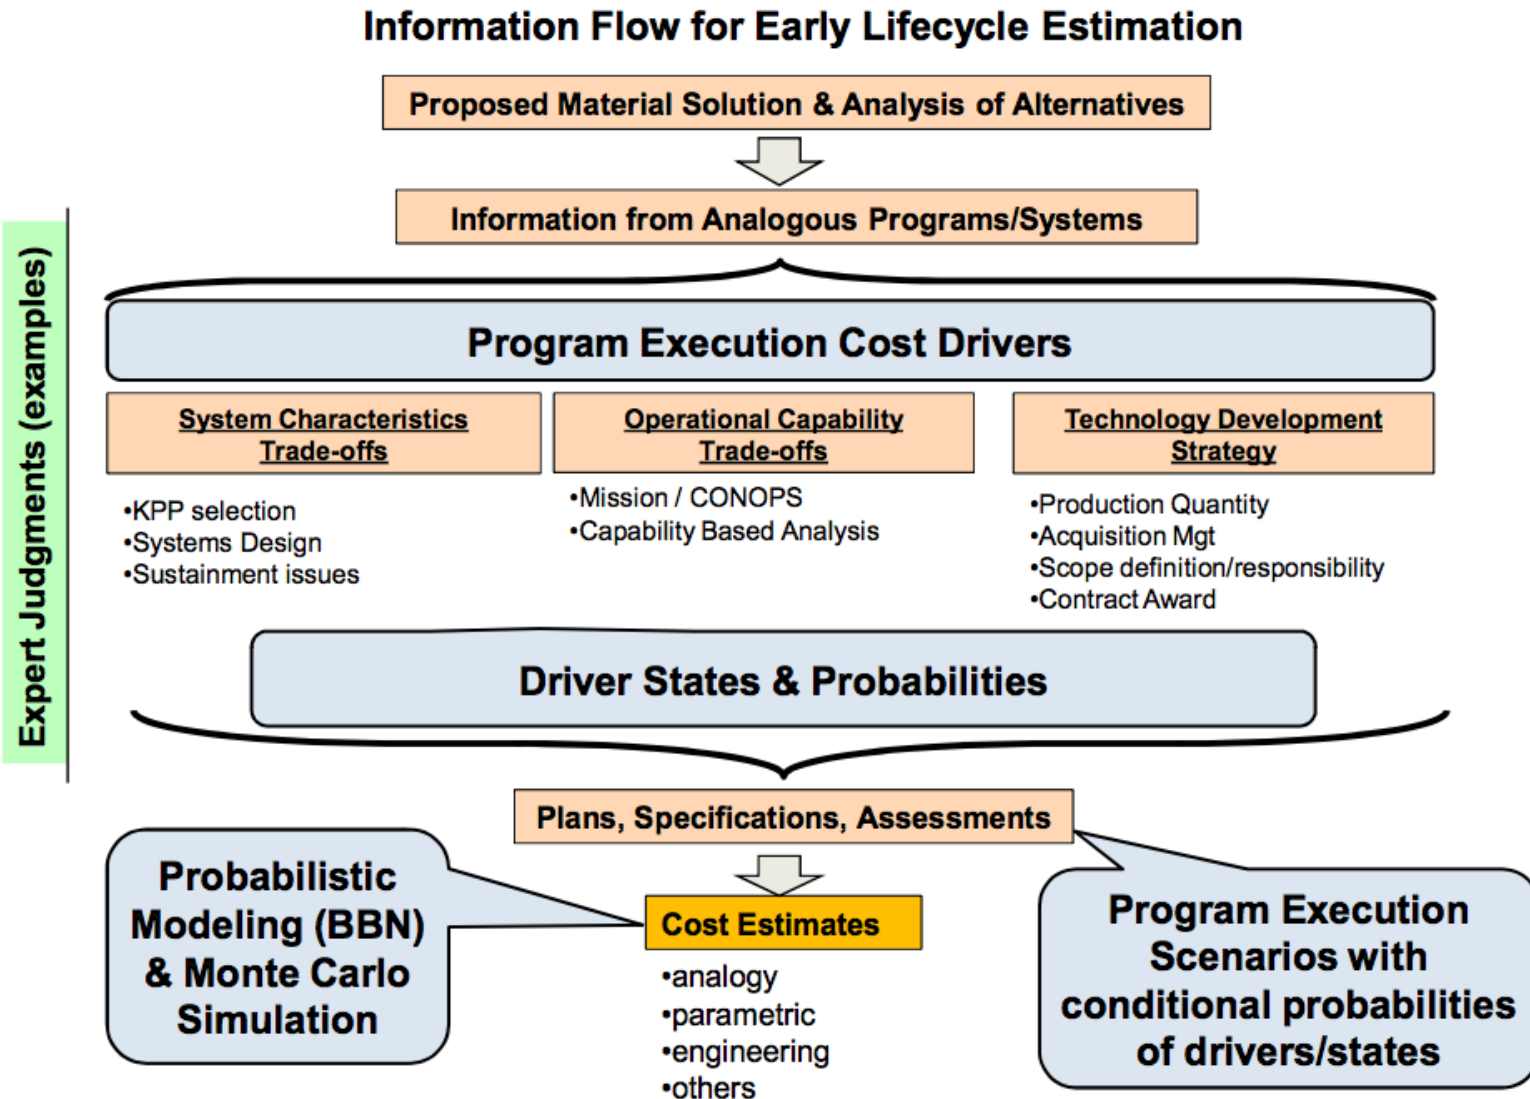 Information Flow for Early Lifecycle Estimation
Proposed Material Solution & Analysis of Alternatives
Information from Analogous Programs/Systems
Expert Judgments (examples)
Program Execution Cost Drivers
System Characteristics
Trade-offs
•KPP selection
•Systems Design
•Sustainment issues
Operational Capability
Trade-offs
•Mission / CONOPS
•Capability Based Analysis
Technology Development
Strategy
•Production Quantity
•Acquisition Mgt
•Scope definition/responsibility
•Contract Award
Driver States & Probabilities
Plans, Specifications, Assessments
Probabilistic
Modeling (BBN)
& Monte Carlo
Simulation
Cost Estimates
•analogy
•parametric
•engineering
•others
Program Execution
Scenarios with
conditional probabilities
of drivers/states